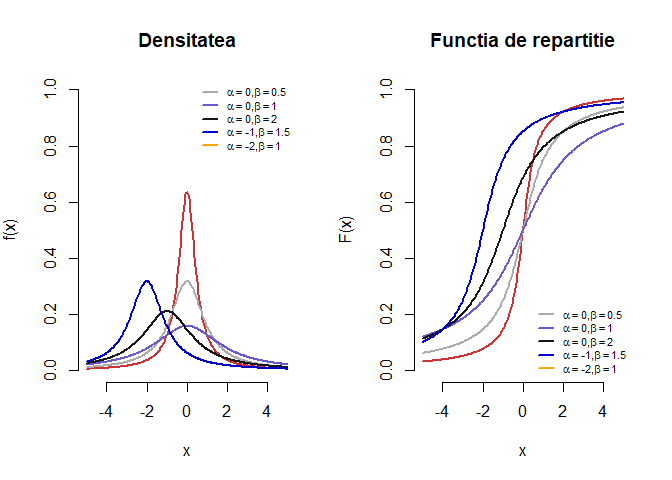 Densitatea
f(x)
1.0
0.8
0.6
0.4
0.2
0.0
α = 0,β = 0.5
α = 0,β = 1
α = 0,β = 2
α = -1,β = 1.5
α = -2,β = 1
-4 -2 0 2 4
x
Functia de repartitie
F(x)
1.0
0.8
0.6
0.4
0.2
0.0
α = 0,β = 0.5
α = 0,β = 1
α = 0,β = 2
α = -1,β = 1.5
α = -2,β = 1
-4 -2 0 2 4
x